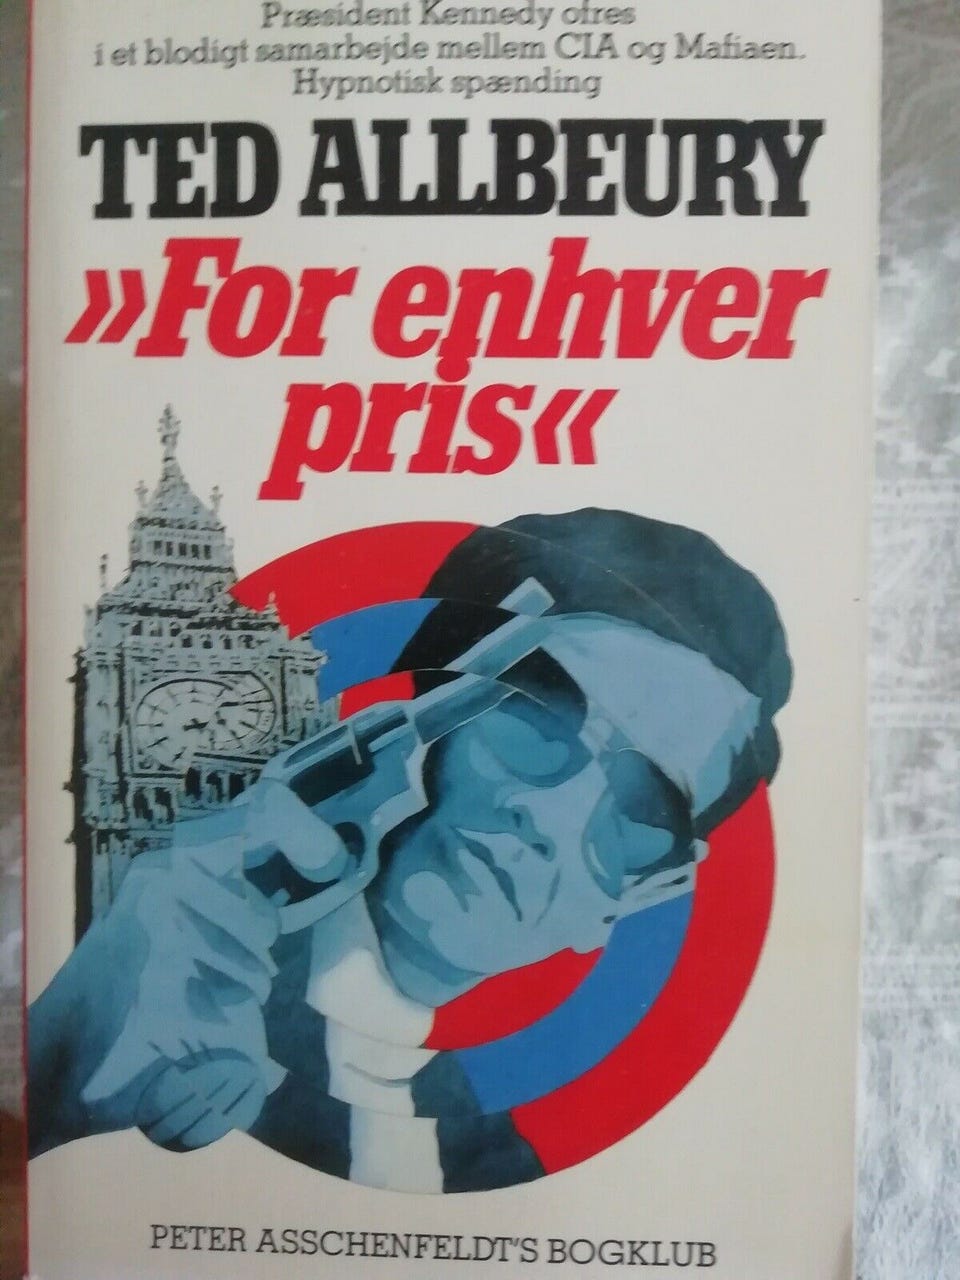 Præsident Kennedy ofres
i et blodigt samarbejde mellem CIA og Mafiaen.
Hypnotisk spænding
TED ALLBEURY
»For enhver
pris«
PETER ASSCHENFELDT'S BOGKLUB